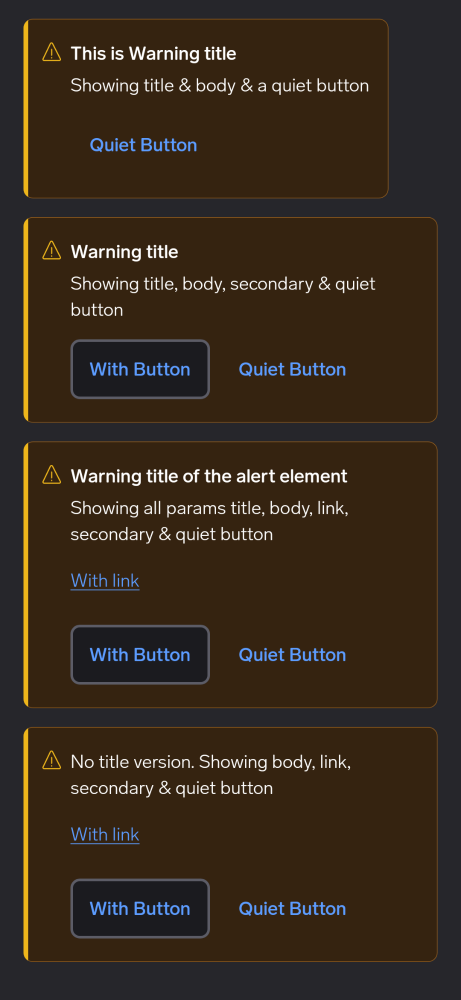 This is Warning title
Showing title & body & a quiet button
Quiet Button
Warning title
Showing title, body, secondary & quiet
button
With Button
Quiet Button
Warning title of the alert element
Showing all params title, body, link,
secondary & quiet button
With link
With Button
Quiet Button
No title version. Showing body, link,
secondary & quiet button
With link
With Button
Quiet Button